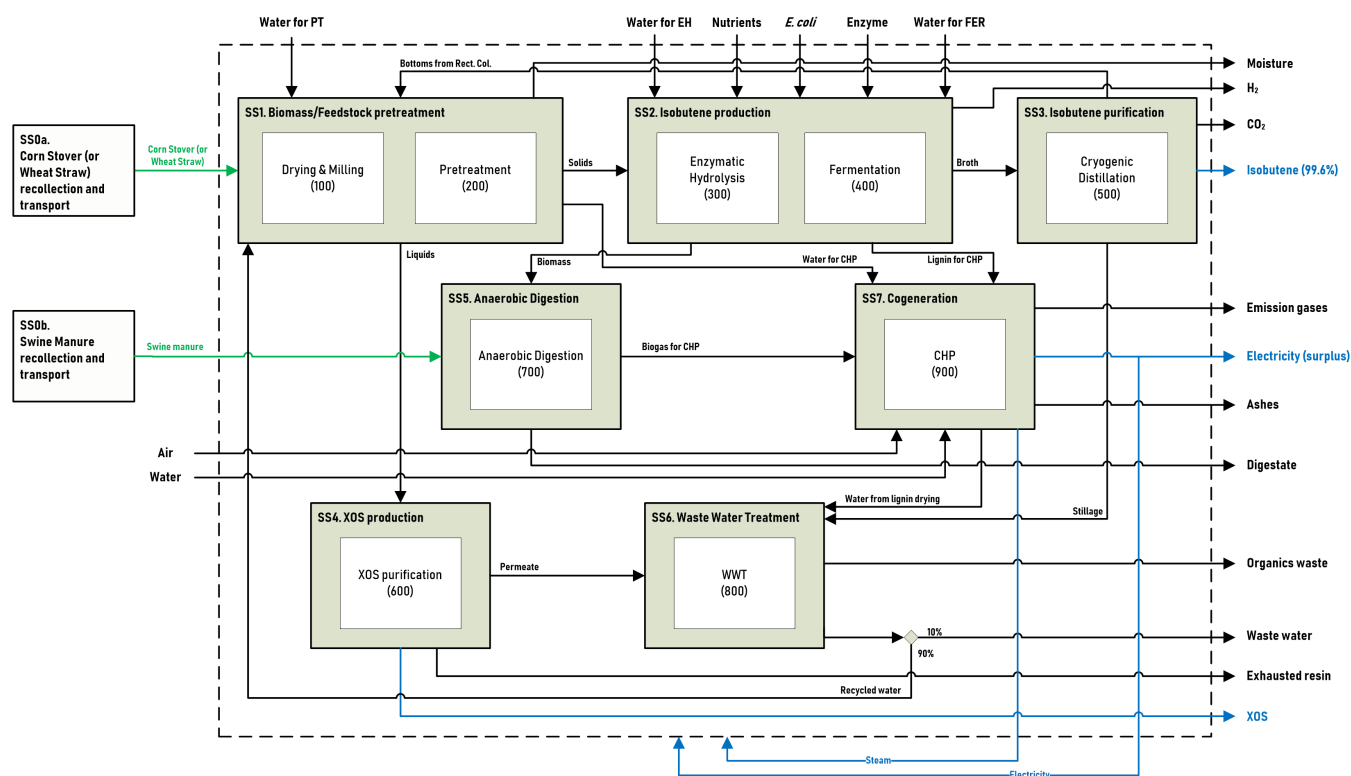 Water for PT
Water for EH
Nutrients
E. coli
Enzyme
Water for FER
Bottoms from Rect. Col.
Moisture
H₂
CO₂
Isobutene (99.6%)
SS0a.
Corn Stover (or
Wheat Straw)
recollection and
transport
Corn Stover (or
Wheat Straw)
SS1. Biomass/Feedstock pretreatment
Drying & Milling
(100)
Pretreatment
(200)
Solids
SS2. Isobutene production
Enzymatic
Hydrolysis
(300)
Fermentation
(400)
Broth
SS3. Isobutene purification
Cryogenic
Distillation
(500)
Liquids
Biomass
Water for CHP
Lignin for CHP
SS0b.
Swine Manure
recollection and
transport
Swine manure
SS5. Anaerobic Digestion
Anaerobic Digestion
(700)
Biogas for CHP
SS7. Cogeneration
CHP
(900)
Emission gases
Electricity (surplus)
Ashes
Air
Water
Digestate
Water from lignin drying
Stillage
SS4. XOS production
XOS purification
(600)
Permeate
SS6. Waste Water Treatment
WWT
(800)
Organics waste
10%
90%
Waste water
Exhausted resin
Recycled water
XOS
Steam
Electricity